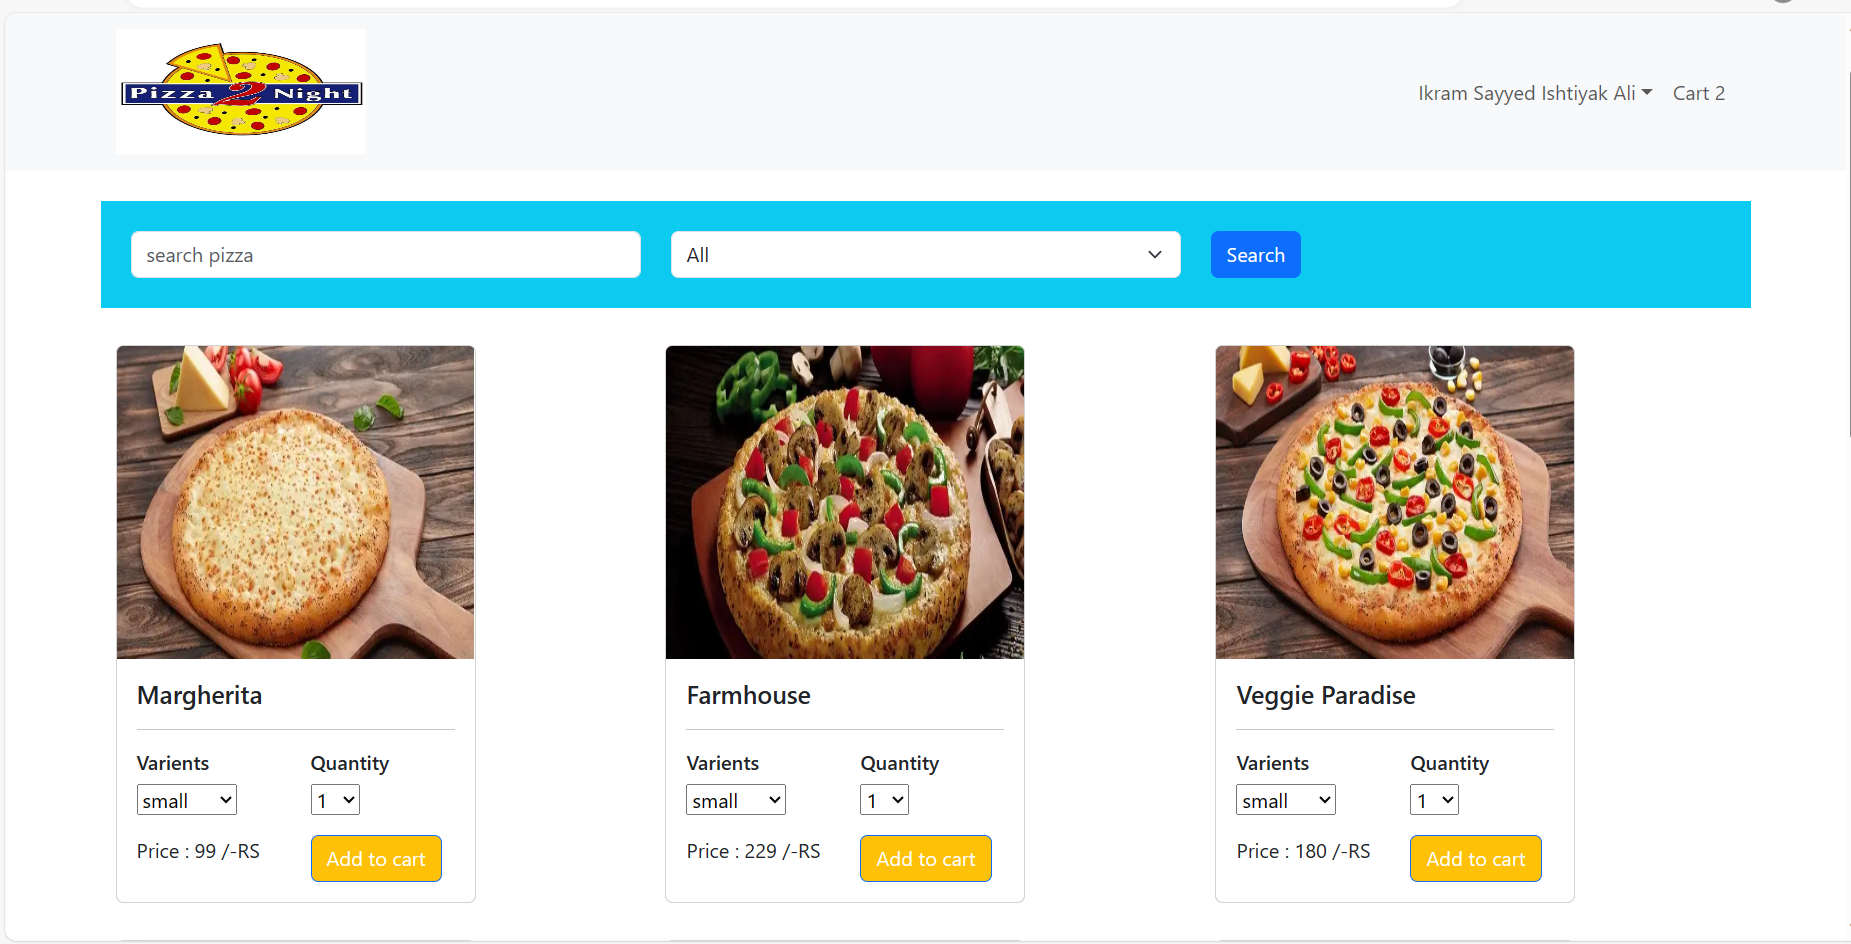 Pizza 2 Night
Ikram Sayyed Ishtiyak Ali Cart 2
search pizza All Search
Margherita
Varients Quantity
small 1
Price : 99 /-RS Add to cart
Farmhouse
Varients Quantity
small 1
Price : 229 /-RS Add to cart
Veggie Paradise
Varients Quantity
small 1
Price : 180 /-RS Add to cart